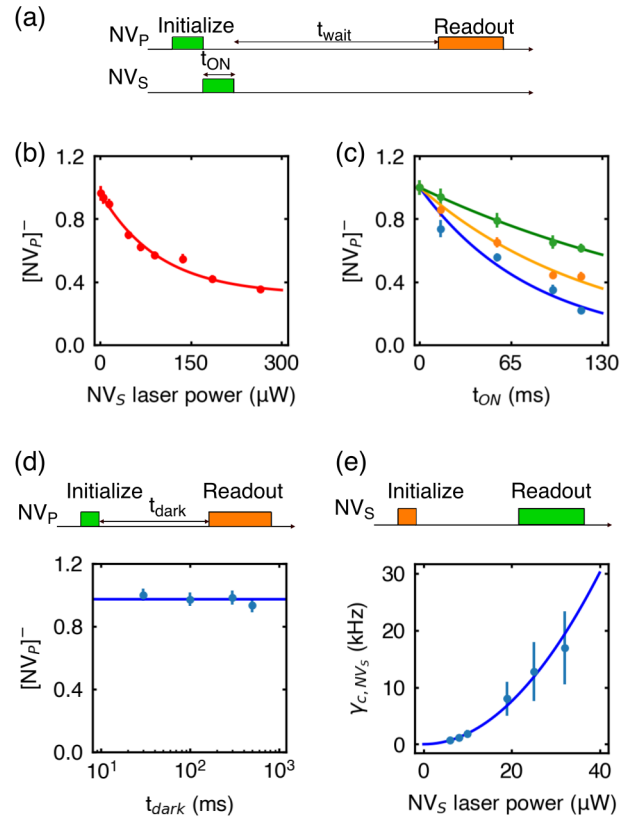 (a)
Initialize
Readout
NV_P
t_wait
t_ON
NV_S
(b)
(c)
1.2
0.8
0.4
0.0
[NV_P]^-
0
150
300
NV_S laser power (μW)
1.2
0.8
0.4
0.0
[NV_P]^-
0
65
130
t_ON (ms)
(d)
(e)
Initialize
Readout
t_dark
NV_P
Initialize
Readout
NV_S
1.2
0.8
0.4
0.0
[NV_P]^-
10^1
10^2
10^3
t_dark (ms)
30
20
10
0
γ_c, NV_s (kHz)
0
20
40
NV_S laser power (μW)